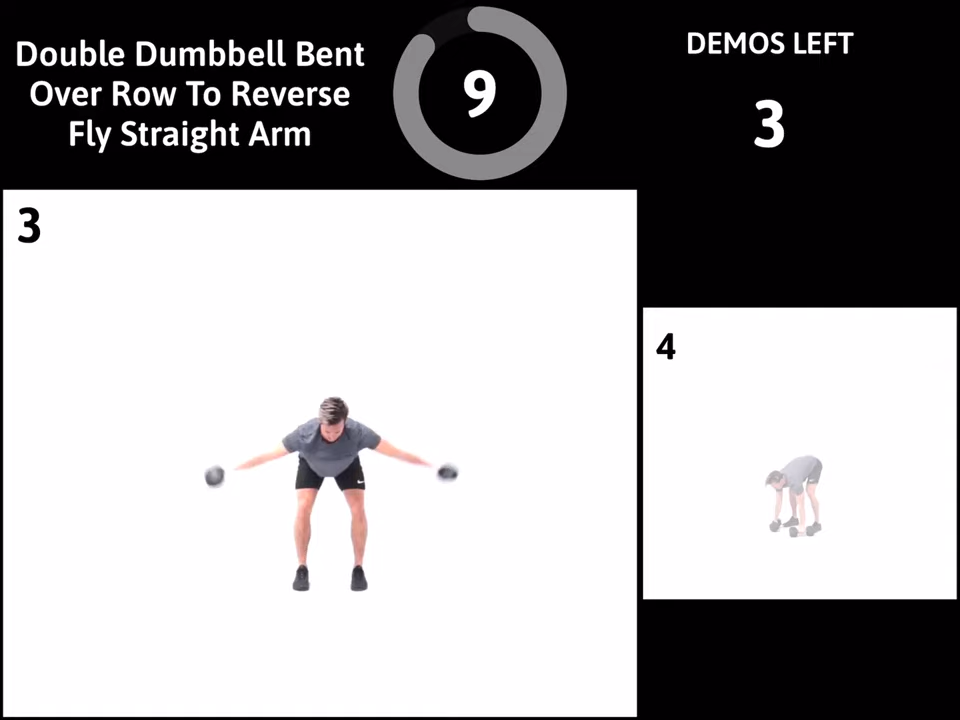 Double Dumbbell Bent
Over Row To Reverse
Fly Straight Arm
9
DEMOS LEFT
3
3
4